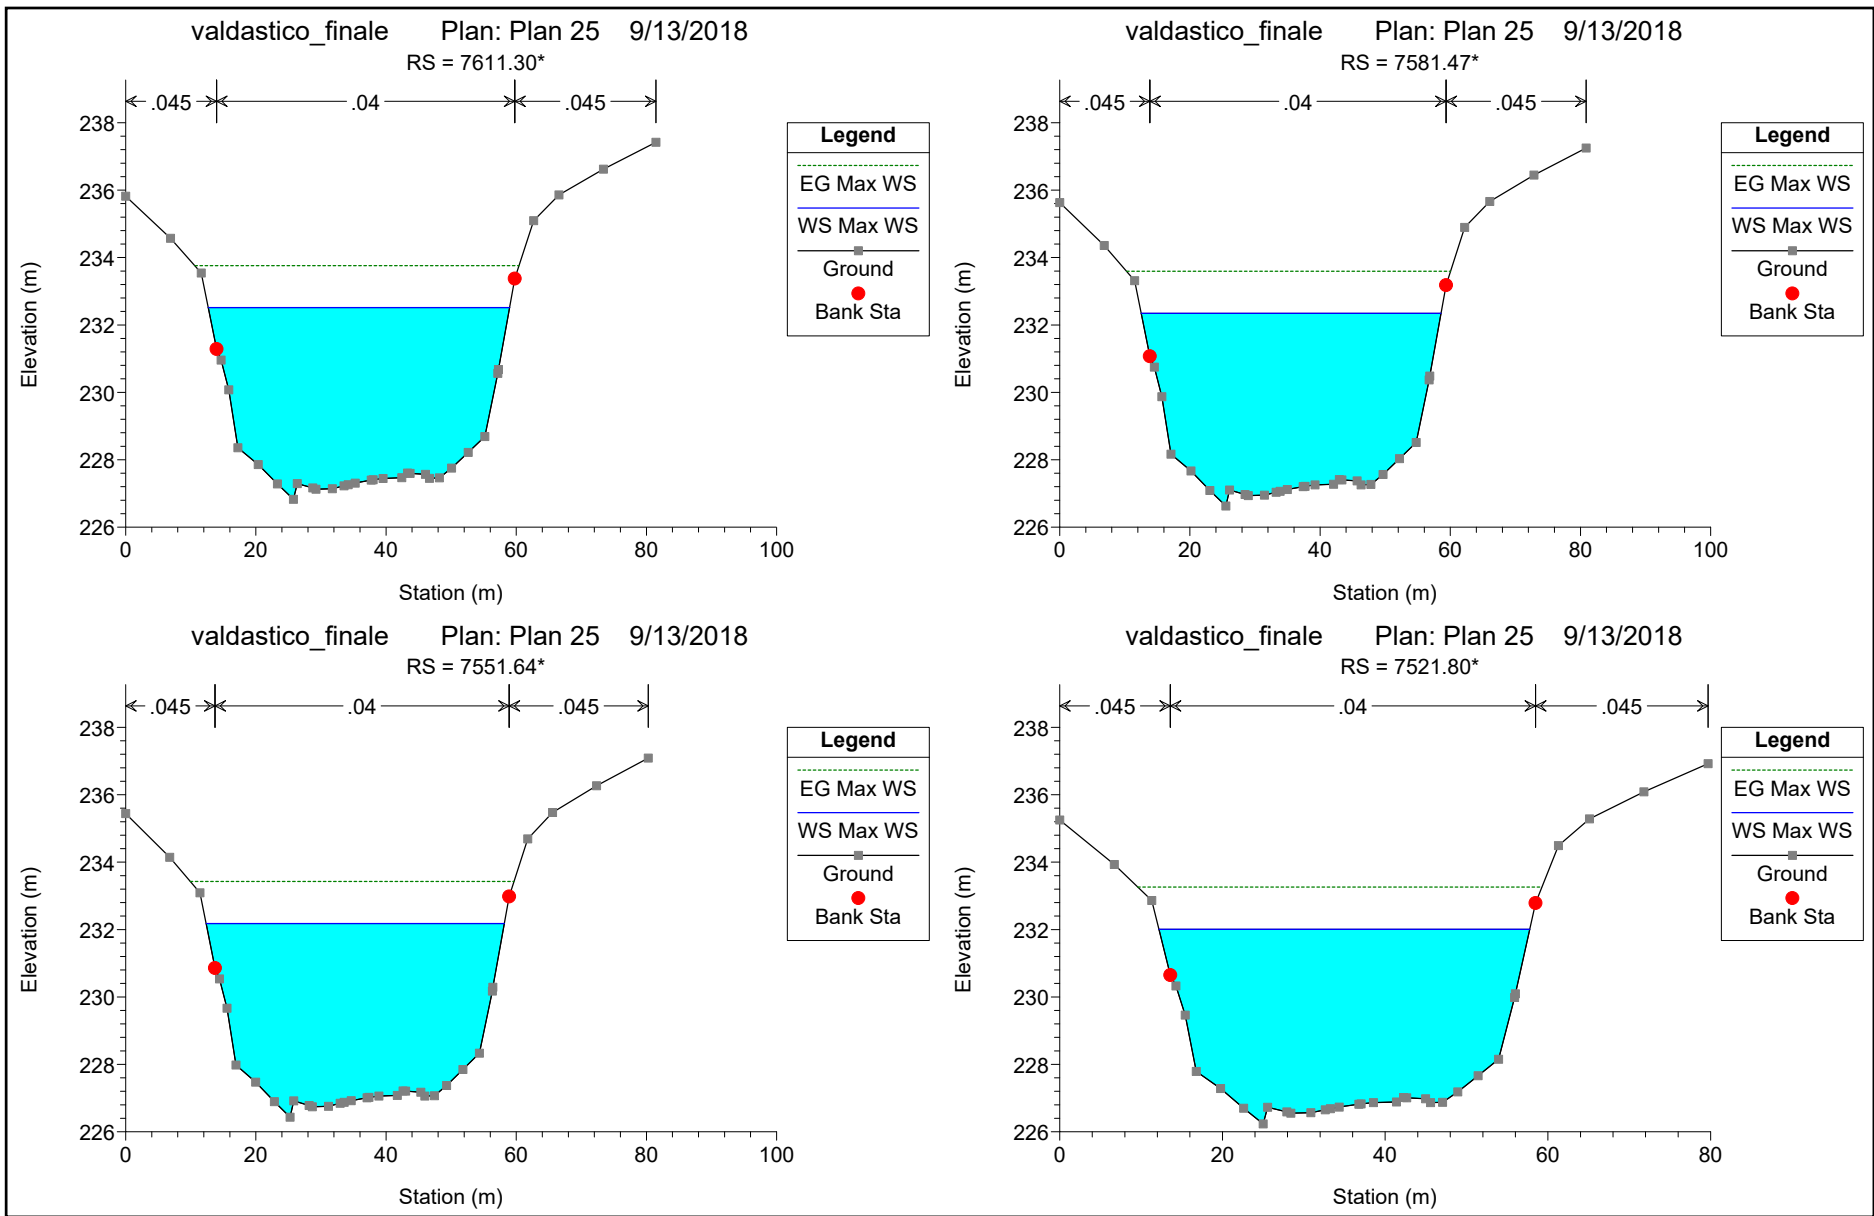 valdastico_finale Plan: Plan 25 9/13/2018
RS = 7611.30*
.045 .04 .045
238
236
234
232
230
228
226
0 20 40 60 80 100
Elevation (m)
Station (m)
Legend
EG Max WS
WS Max WS
Ground
Bank Sta
valdastico_finale Plan: Plan 25 9/13/2018
RS = 7581.47*
.045 .04 .045
238
236
234
232
230
228
226
0 20 40 60 80 100
Elevation (m)
Station (m)
Legend
EG Max WS
WS Max WS
Ground
Bank Sta
valdastico_finale Plan: Plan 25 9/13/2018
RS = 7551.64*
.045 .04 .045
238
236
234
232
230
228
226
0 20 40 60 80 100
Elevation (m)
Station (m)
Legend
EG Max WS
WS Max WS
Ground
Bank Sta
valdastico_finale Plan: Plan 25 9/13/2018
RS = 7521.80*
.045 .04 .045
238
236
234
232
230
228
226
0 20 40 60 80
Elevation (m)
Station (m)
Legend
EG Max WS
WS Max WS
Ground
Bank Sta